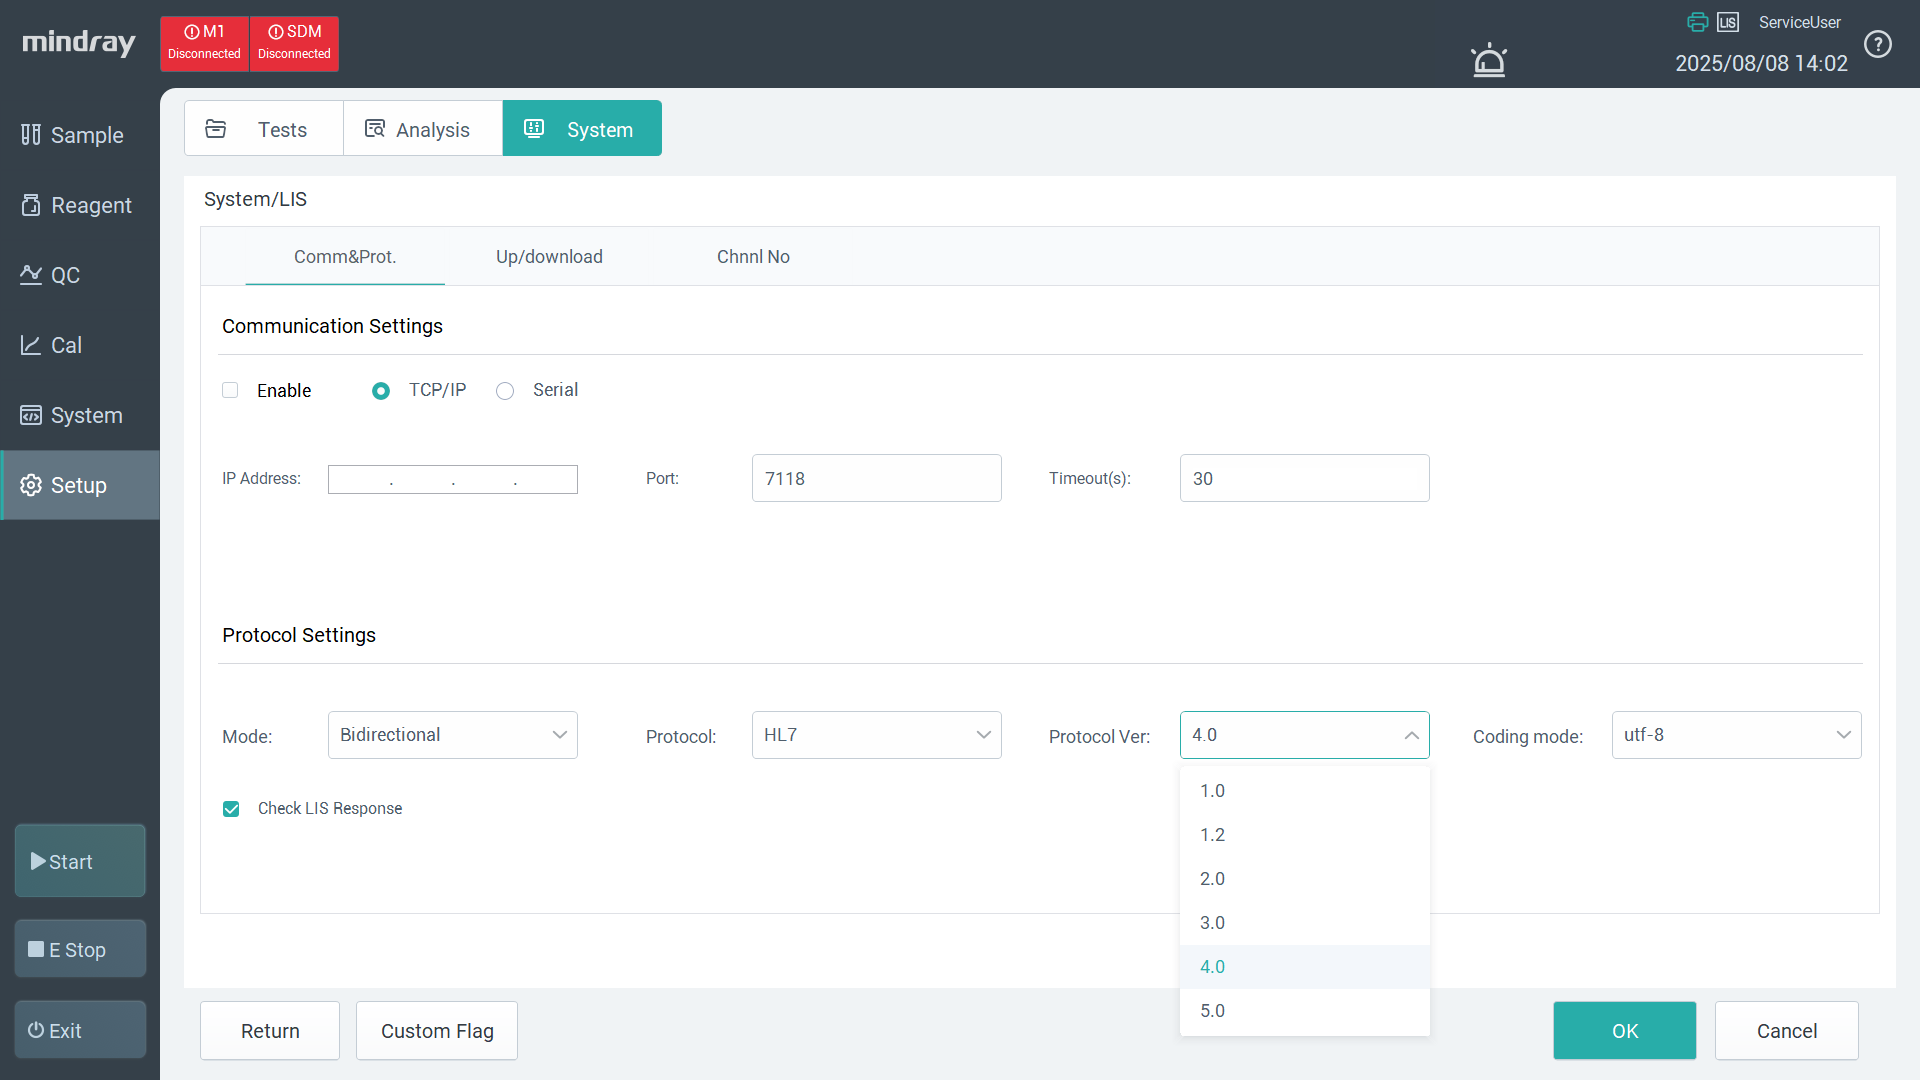 mindray
M1
Disconnected
SDM
Disconnected
LIS
ServiceUser
2025/08/08 14:02
?
Sample
Reagent
QC
Cal
System
Setup
Start
E Stop
Exit
Tests
Analysis
System
System/LIS
Comm&Prot.
Up/download
Chnnl No
Communication Settings
Enable
TCP/IP
Serial
IP Address:
. . .
Port:
7118
Timeout(s):
30
Protocol Settings
Mode:
Bidirectional
Protocol:
HL7
Protocol Ver:
4.0
Coding mode:
utf-8
1.0
1.2
2.0
3.0
4.0
5.0
Check LIS Response
Return
Custom Flag
OK
Cancel